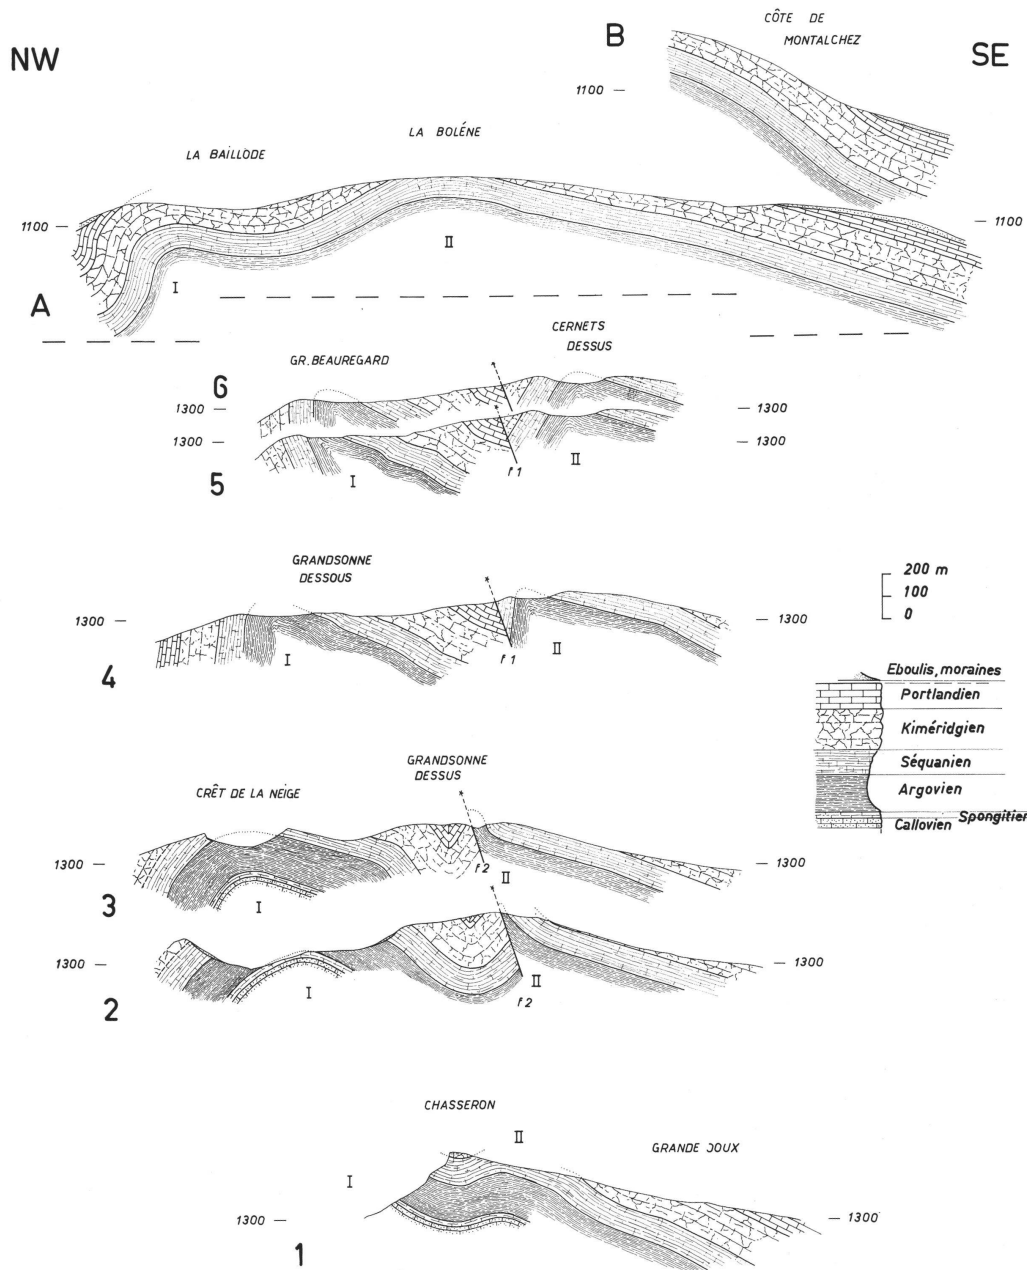 NW
B
CÔTE DE
MONTALCHEZ
SE
1100
LA BOLÉNE
LA BAILLODE
1100
1100
II
I
A
CERNETS
DESSUS
GR. BEAUREGARD
6
1300
1300
1300
1300
5
I
f 1
II
GRANDSONNE
DESSOUS
200 m
100
0
1300
1300
4
I
f 1
II
Eboulis, moraines
Portlandien
Kiméridgien
Séquanien
Argovien
Spongitien
Callovien
GRANDSONNE
DESSUS
CRÊT DE LA NEIGE
1300
1300
3
I
f 2
II
1300
1300
2
I
II
f 2
CHASSERON
II
GRANDE JOUX
I
1300
1300
1